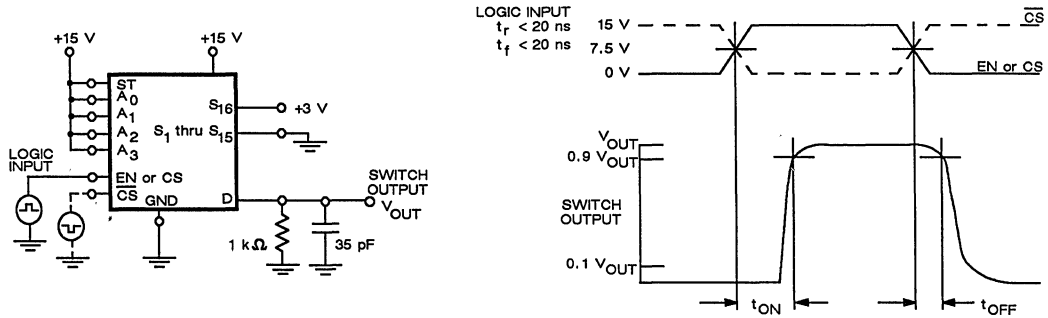 +15 V
+15 V
ST
A0
A1
A2
A3
S16
+3 V
S1 thru S15
LOGIC
INPUT
EN or CS
CS
GND
D
SWITCH
OUTPUT
VOUT
1 kΩ
35 pF
LOGIC INPUT
tr < 20 ns
tf < 20 ns
15 V
7.5 V
0 V
CS
EN or CS
VOUT
0.9 VOUT
SWITCH
OUTPUT
0.1 VOUT
tON
tOFF